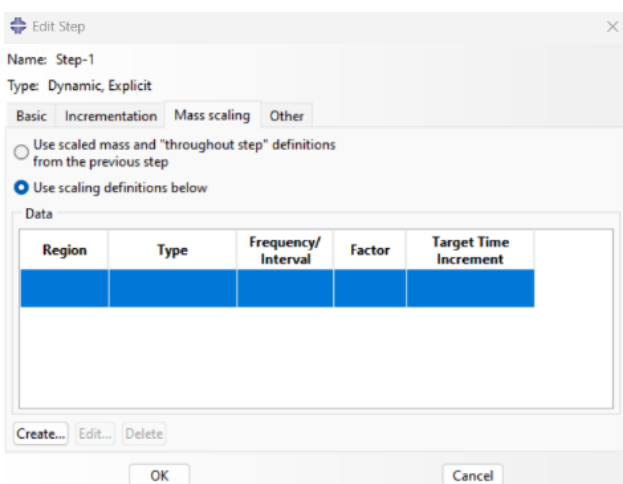 Edit Step
Name: Step-1
Type: Dynamic, Explicit
Basic Incrementation Mass scaling Other
Use scaled mass and "throughout step" definitions
from the previous step
Use scaling definitions below
Data
Region Type Frequency/ Interval Factor Target Time Increment
Create... Edit... Delete
OK Cancel